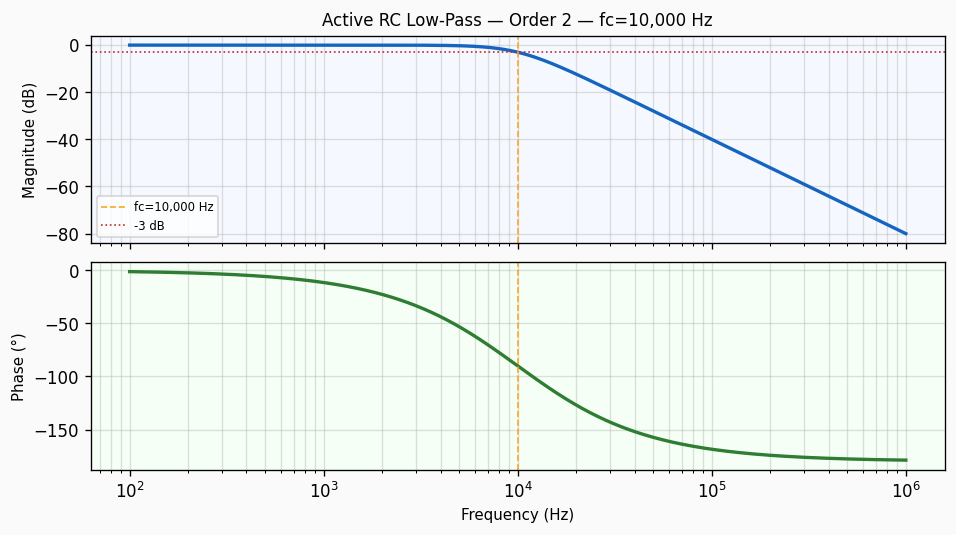 Active RC Low-Pass — Order 2 — fc=10,000 Hz
Magnitude (dB)
0
−20
−40
−60
−80
fc=10,000 Hz
-3 dB
Phase (°)
0
−50
−100
−150
10² 10³ 10⁴ 10⁵ 10⁶
Frequency (Hz)